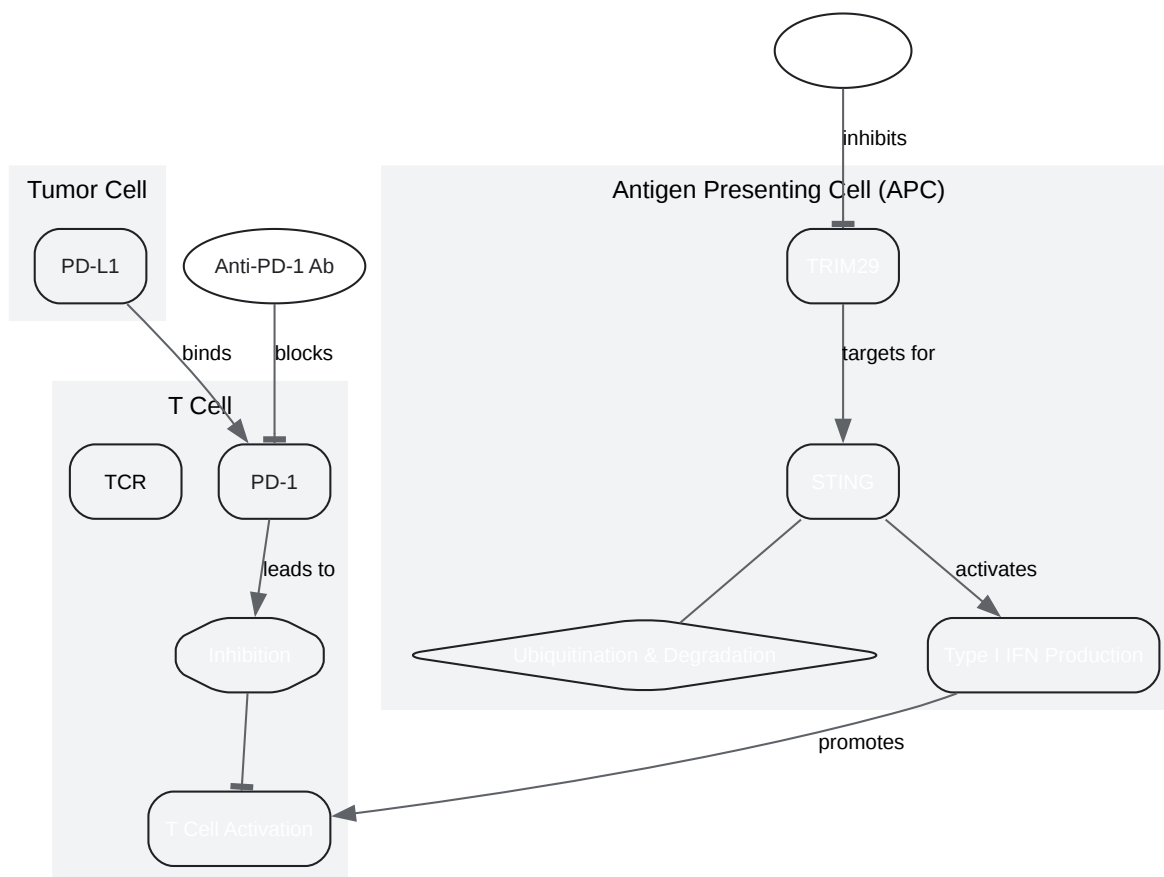 inhibits
Tumor Cell
Antigen Presenting Cell (APC)
PD-L1
Anti-PD-1 Ab
TRIM29
binds
blocks
targets for
T Cell
TCR
PD-1
STING
leads to
activates
Inhibition
Ubiquitination & Degradation
Type I IFN Production
promotes
T Cell Activation